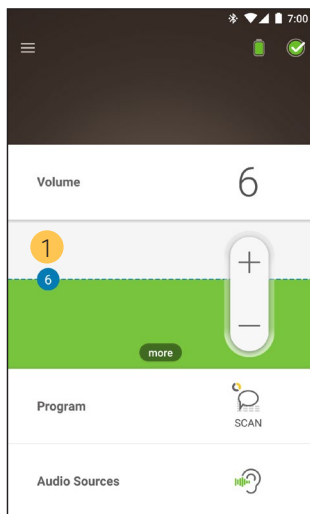 7:00
Volume
6
1
6
+
—
more
Program
SCAN
Audio Sources